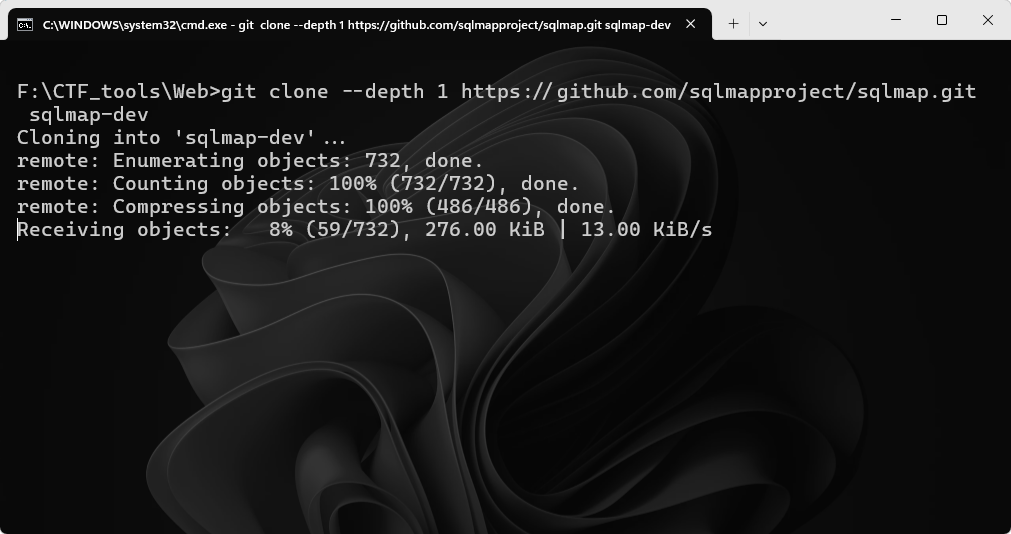 C:\WINDOWS\system32\cmd.exe - git  clone --depth 1 https://github.com/sqlmapproject/sqlmap.git sqlmap-dev
F:\CTF_tools\Web>git clone --depth 1 https://github.com/sqlmapproject/sqlmap.git
 sqlmap-dev
Cloning into 'sqlmap-dev'...
remote: Enumerating objects: 732, done.
remote: Counting objects: 100% (732/732), done.
remote: Compressing objects: 100% (486/486), done.
Receiving objects:   8% (59/732), 276.00 KiB | 13.00 KiB/s